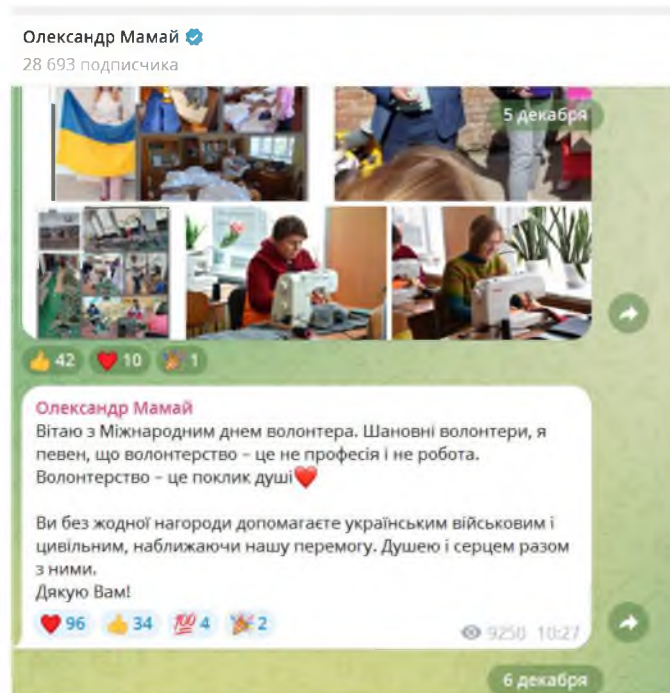 Олександр Мамай
28 693 подписчика
5 декабря
42 10 1
Олександр Мамай
Вітаю з Міжнародним днем волонтера. Шановні волонтери, я
певен, що волонтерство – це не професія і не робота.
Волонтерство – це поклик душі❤️
Ви без жодної нагороди допомагаєте українським військовим і
цивільним, наближаючи нашу перемогу. Душею і серцем разом
з ними.
Дякую Вам!
❤️ 96 👍 34 💯 4 🎉 2 9250 10:27
6 декабря